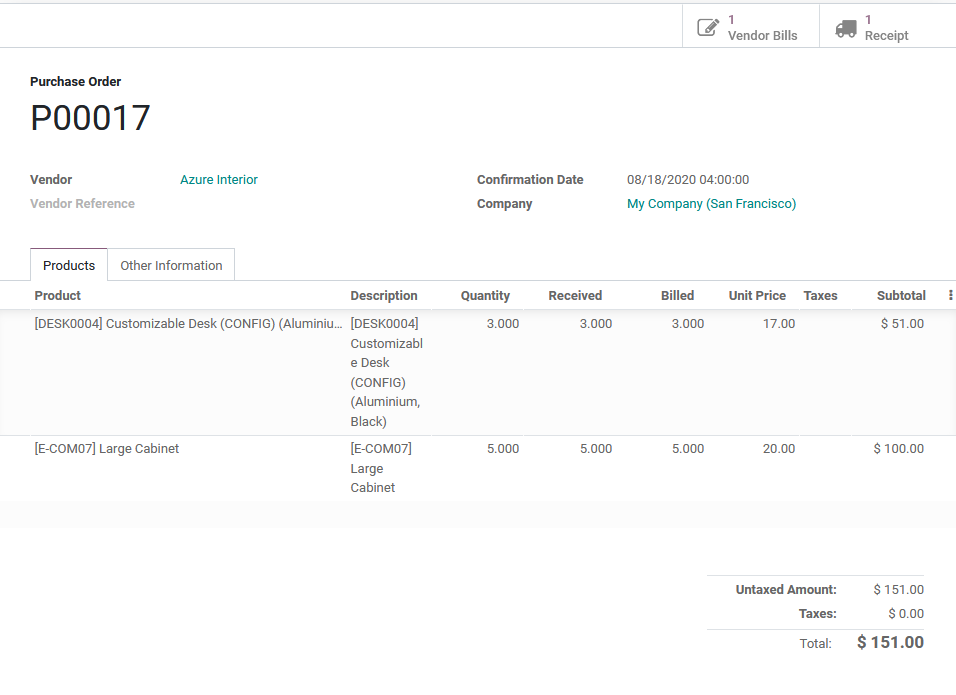 1
Vendor Bills
1
Receipt
Purchase Order
P00017
Vendor Azure Interior Confirmation Date 08/18/2020 04:00:00
Vendor Reference Company My Company (San Francisco)
Products Other Information
Product Description Quantity Received Billed Unit Price Taxes Subtotal
[DESK0004] Customizable Desk (CONFIG) (Aluminiu... [DESK0004] 3.000 3.000 3.000 17.00 $ 51.00
Customizabl
e Desk
(CONFIG)
(Aluminium,
Black)
[E-COM07] Large Cabinet [E-COM07] 5.000 5.000 5.000 20.00 $ 100.00
Large
Cabinet
Untaxed Amount: $ 151.00
Taxes: $ 0.00
Total: $ 151.00